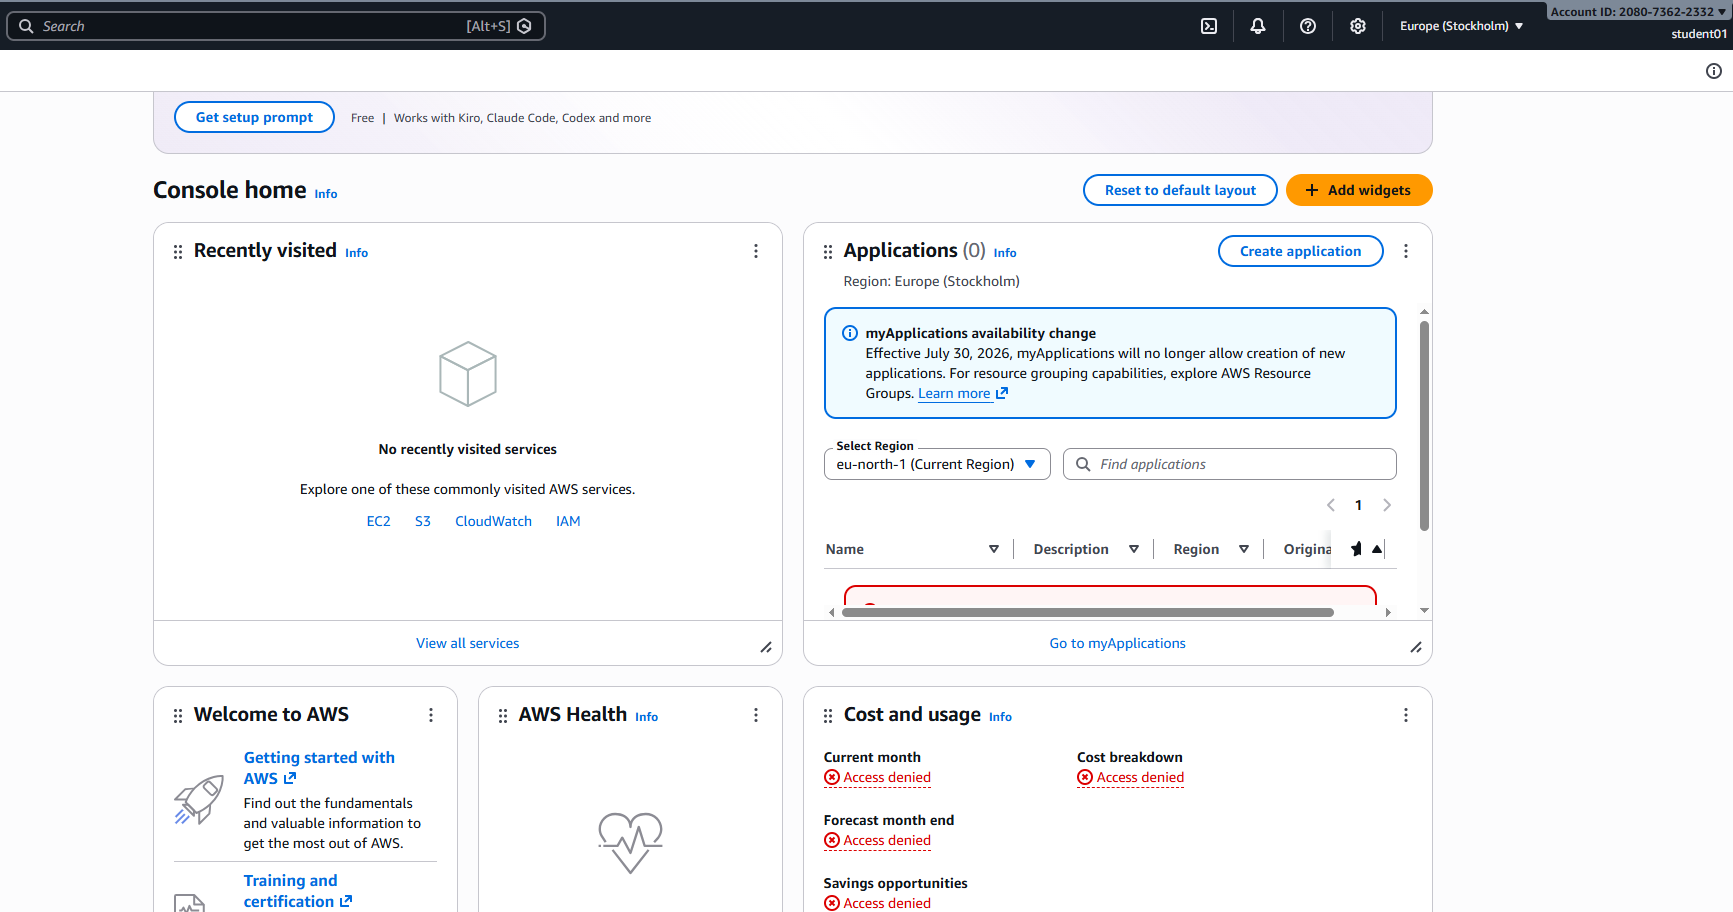 Search [Alt+S]
Europe (Stockholm)
Account ID: 2080-7362-2332
student01
Get setup prompt
Free | Works with Kiro, Claude Code, Codex and more
Console home Info
Reset to default layout
Add widgets
Recently visited Info
No recently visited services
Explore one of these commonly visited AWS services.
EC2 S3 CloudWatch IAM
View all services
Applications (0) Info
Create application
Region: Europe (Stockholm)
myApplications availability change
Effective July 30, 2026, myApplications will no longer allow creation of new
applications. For resource grouping capabilities, explore AWS Resource
Groups. Learn more
Select Region
eu-north-1 (Current Region)
Find applications
1
Name Description Region Origina
Go to myApplications
Welcome to AWS
Getting started with
AWS
Find out the fundamentals
and valuable information to
get the most out of AWS.
Training and
certification
AWS Health Info
Cost and usage Info
Current month
Access denied
Cost breakdown
Access denied
Forecast month end
Access denied
Savings opportunities
Access denied